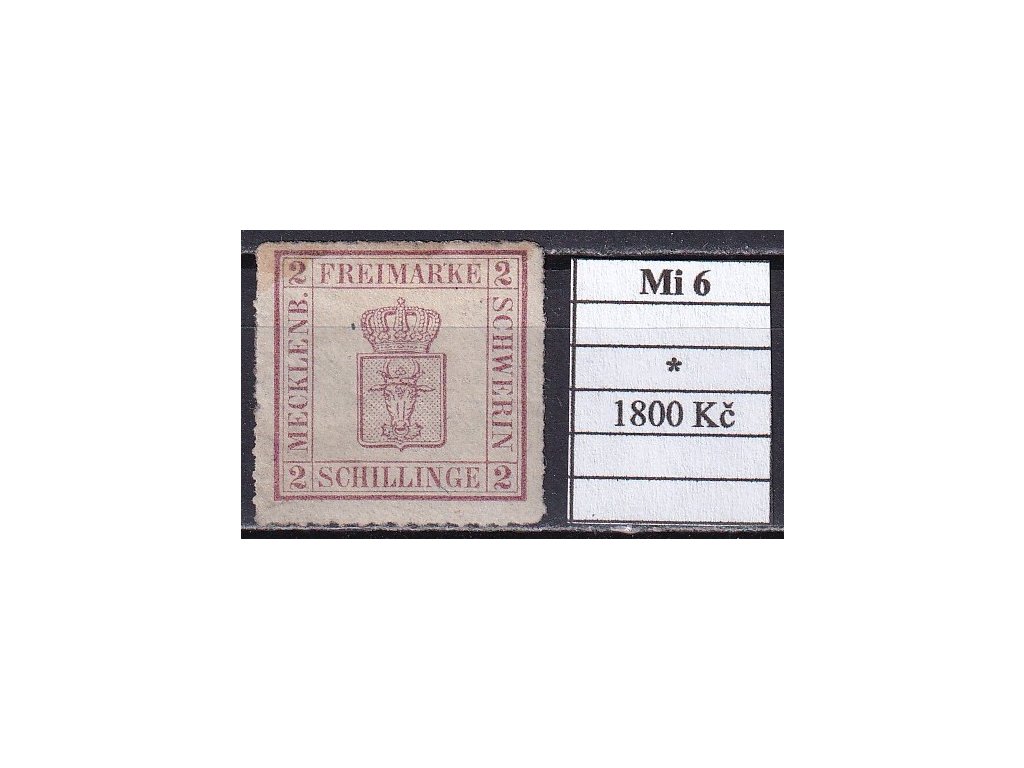 2 FREIMARKE 2
MECKLENB.
SCHWERIN
2 SCHILLINGE 2
Mi 6
*
1800 Kč